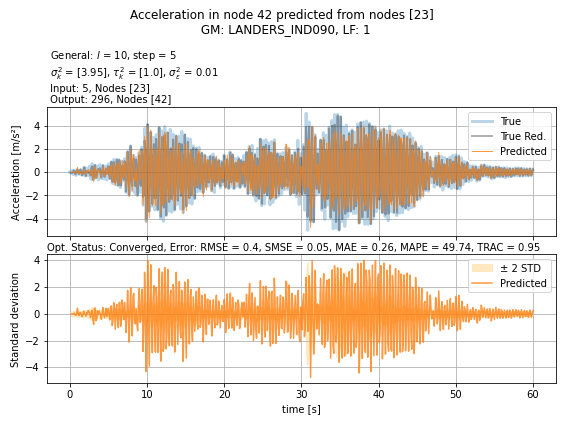 Acceleration in node 42 predicted from nodes [23]
GM: LANDERS_IND090, LF: 1
General: l = 10, step = 5
σ²ₖ = [3.95], τ²ₖ = [1.0], σ²ε = 0.01
Input: 5, Nodes [23]
Output: 296, Nodes [42]
Acceleration [m/s²]
4
2
0
−2
−4
True
True Red.
Predicted
Opt. Status: Converged, Error: RMSE = 0.4, SMSE = 0.05, MAE = 0.26, MAPE = 49.74, TRAC = 0.95
Standard deviation
4
2
0
−2
−4
± 2 STD
Predicted
0 10 20 30 40 50 60
time [s]